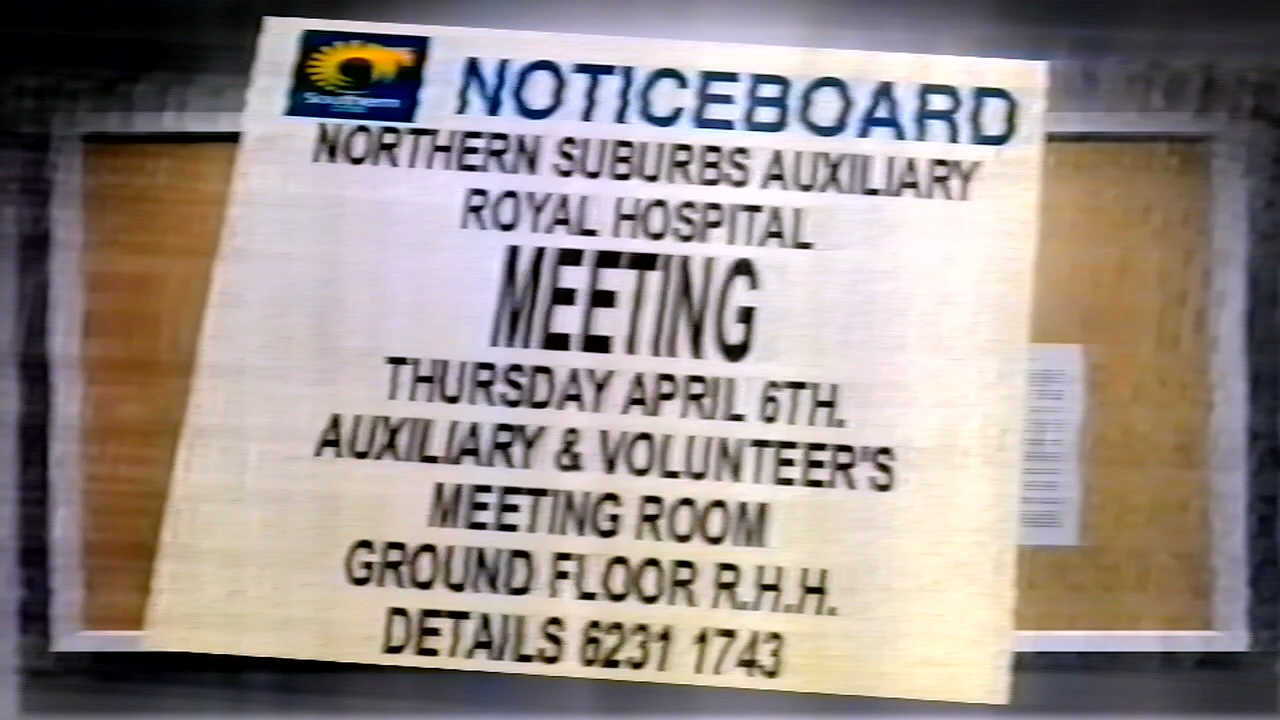 Southern
NOTICEBOARD
NORTHERN SUBURBS AUXILIARY
ROYAL HOSPITAL
MEETING
THURSDAY APRIL 6TH.
AUXILIARY & VOLUNTEER'S
MEETING ROOM
GROUND FLOOR R.H.H.
DETAILS 6231 1743